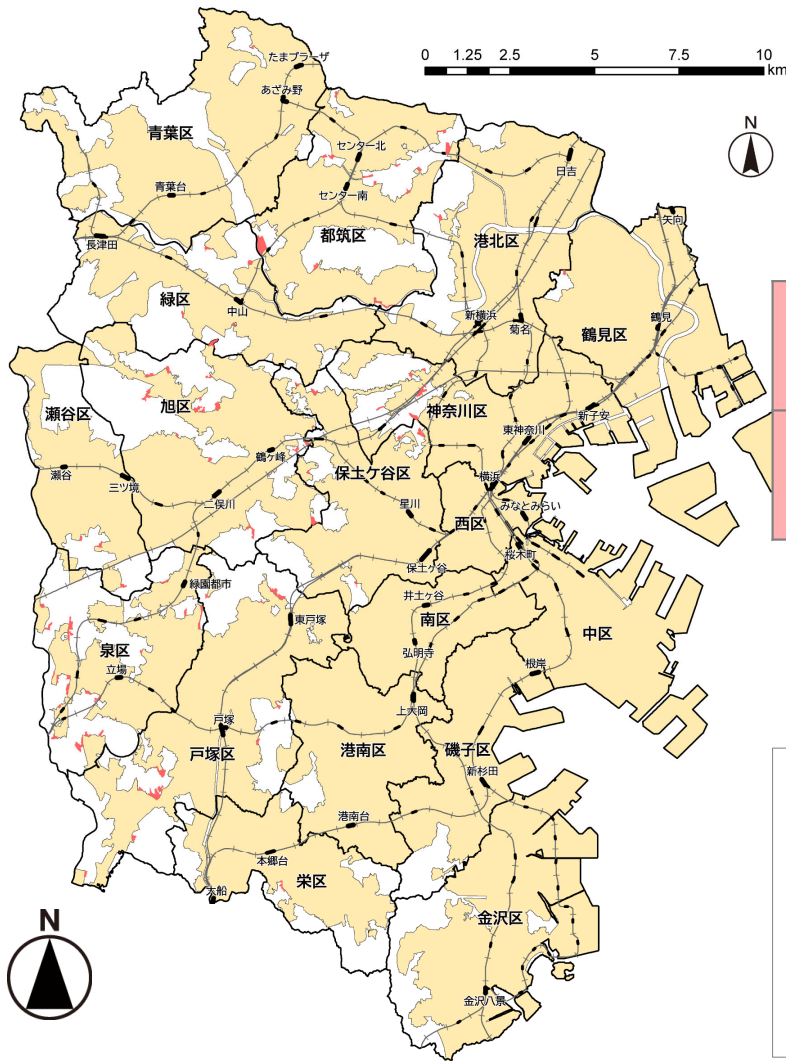 0 1.25 2.5 5 7.5 10
km
N
たまプラーザ
あざみ野
青葉区
センター北
日吉
青葉台
センター南
矢向
都筑区
港北区
長津田
緑区
中山
新横浜
菊名
鶴見
鶴見区
瀬谷区
旭区
神奈川区
新子安
東神奈川
鶴ヶ峰
保土ケ谷区
瀬谷
三ツ境
横浜
二俣川
星川
みなとみらい
西区
桜木町
保土ヶ谷
緑園都市
井土ヶ谷
東戸塚
南区
中区
泉区
弘明寺
立場
根岸
上大岡
戸塚
戸塚区
港南区
磯子区
新杉田
港南台
本郷台
栄区
大船
金沢区
N
金沢八景